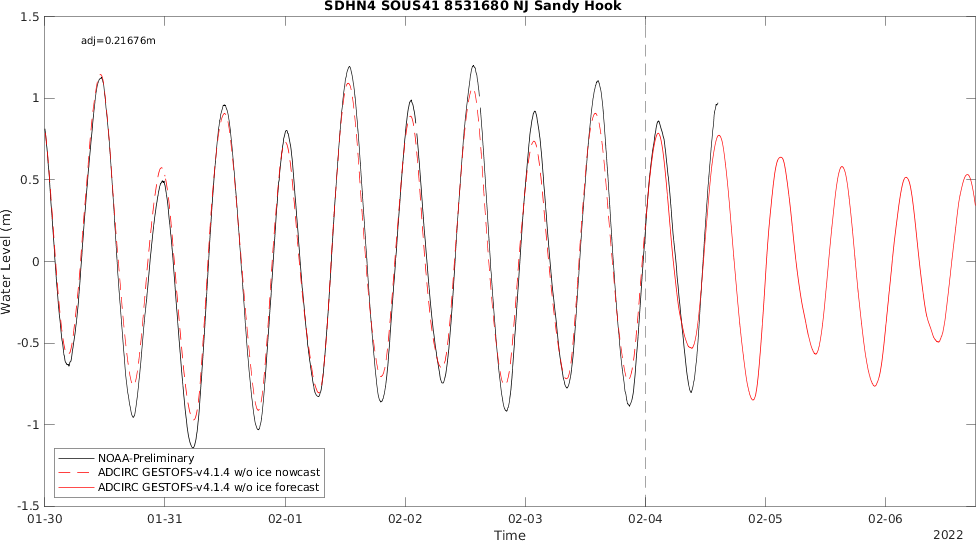 SDHN4 SOUS41 8531680 NJ Sandy Hook
adj=0.21676m
1.5
1
0.5
0
-0.5
-1
-1.5
Water Level (m)
NOAA-Preliminary
ADCIRC GESTOFS-v4.1.4 w/o ice nowcast
ADCIRC GESTOFS-v4.1.4 w/o ice forecast
01-30 01-31 02-01 02-02 02-03 02-04 02-05 02-06
Time
2022